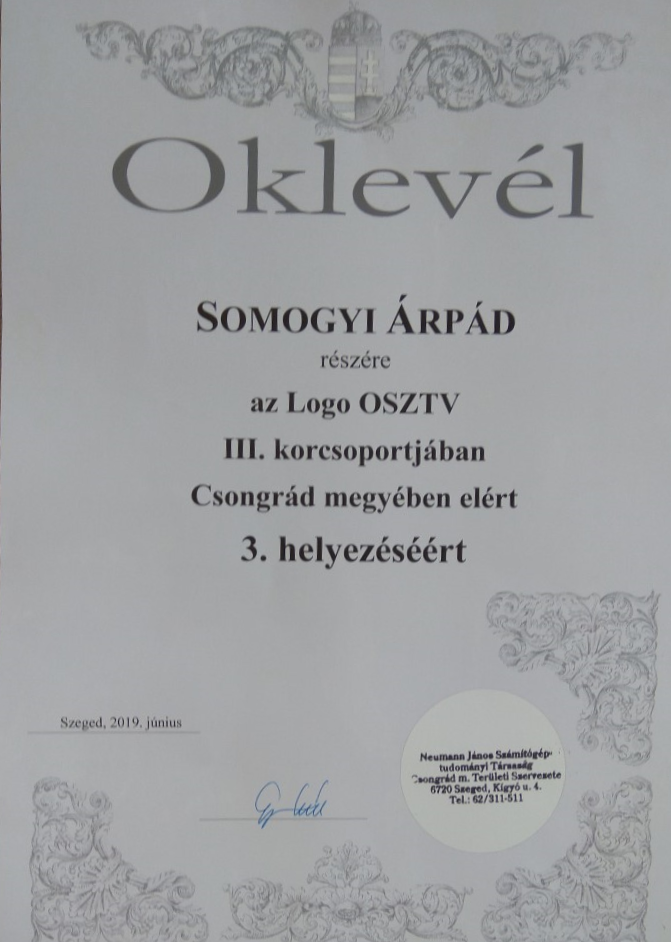 Oklevél
SOMOGYI ÁRPÁD
részére
az Logo OSZTV
III. korcsoportjában
Csongrád megyében elért
3. helyezéséért
Szeged, 2019. június
Neumann János Számítógép-
tudományi Társaság
Csongrád m. Területi Szervezete
6720 Szeged, Kígyó u. 4.
Tel.: 62/311-511